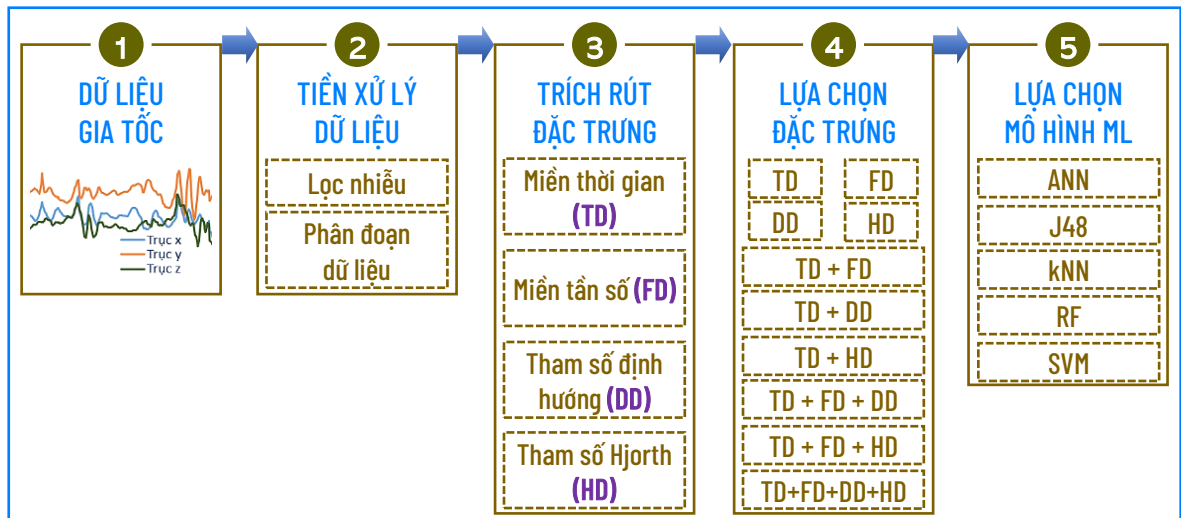 1
DỮ LIỆU
GIA TỐC
Trục x
Trục y
Trục z
2
TIỀN XỬ LÝ
DỮ LIỆU
Lọc nhiễu
Phân đoạn
dữ liệu
3
TRÍCH RÚT
ĐẶC TRƯNG
Miền thời gian
(TD)
Miền tần số (FD)
Tham số định
hướng (DD)
Tham số Hjorth
(HD)
4
LỰA CHỌN
ĐẶC TRƯNG
TD FD
DD HD
TD + FD
TD + DD
TD + HD
TD + FD + DD
TD + FD + HD
TD+FD+DD+HD
5
LỰA CHỌN
MÔ HÌNH ML
ANN
J48
kNN
RF
SVM